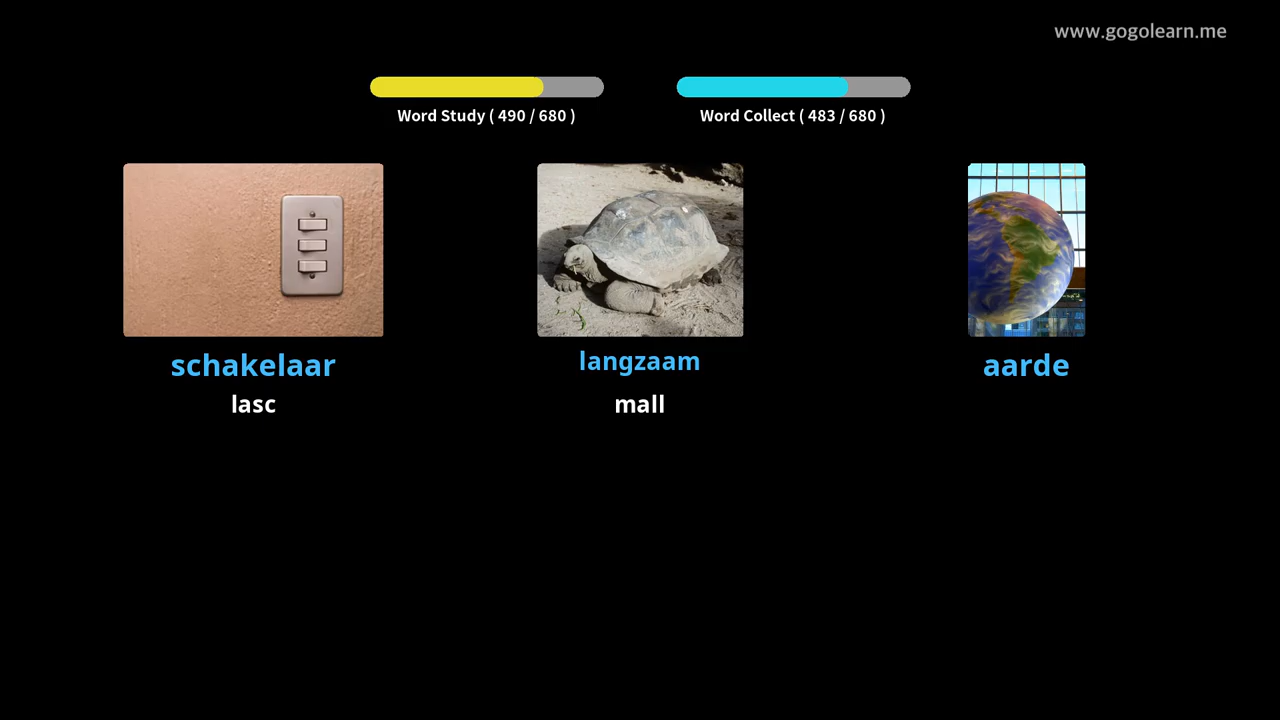 www.gogolearn.me
Word Study ( 490 / 680 )
Word Collect ( 483 / 680 )
schakelaar
langzaam
aarde
lasc
mall